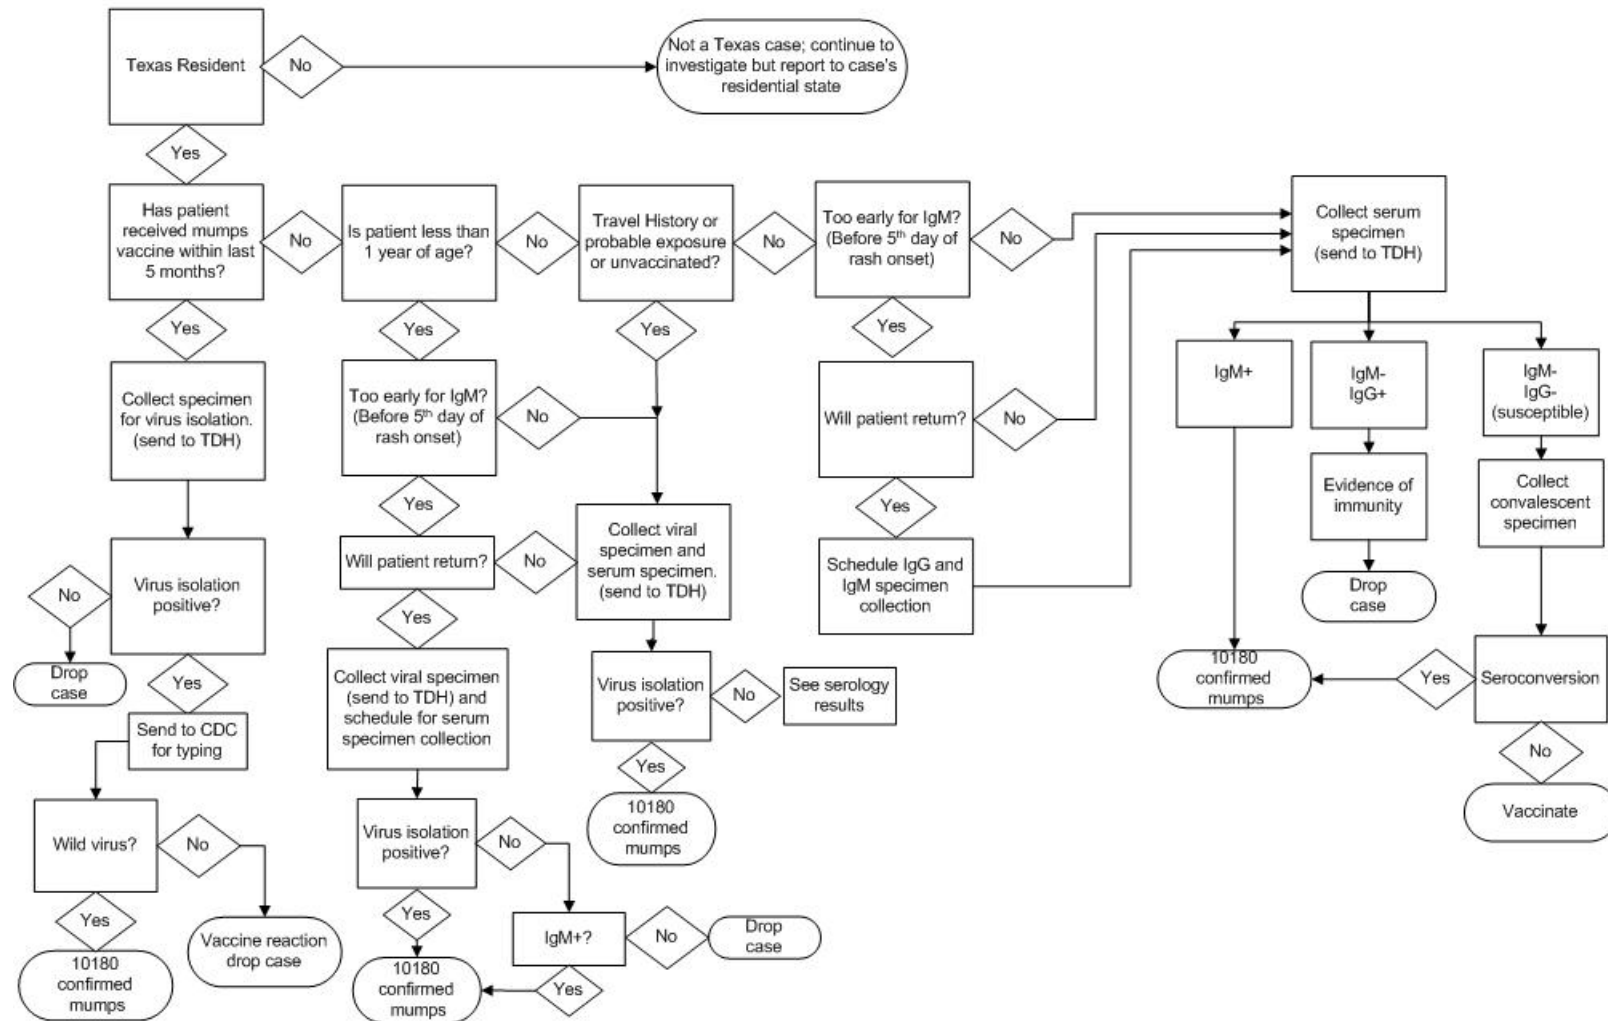 Texas Resident
No
Not a Texas case; continue to
investigate but report to case's
residential state
Yes
Has patient
received mumps
vaccine within last
5 months?
No
Is patient less than
1 year of age?
No
Travel History or
probable exposure
or unvaccinated?
No
Too early for IgM?
(Before 5th day of
rash onset)
No
Collect serum
specimen
(send to TDH)
Yes
Yes
Yes
Yes
Collect specimen
for virus isolation.
(send to TDH)
Too early for IgM?
(Before 5th day of
rash onset)
No
Will patient return?
No
IgM+
IgM-
IgG+
IgM-
IgG-
(susceptible)
Yes
Yes
Evidence of
immunity
Collect
convalescent
specimen
Will patient return?
No
Collect viral
specimen and
serum specimen.
(send to TDH)
Schedule IgG and
IgM specimen
collection
Drop
case
No
Virus isolation
positive?
Yes
Drop
case
Yes
Collect viral specimen
(send to TDH) and
schedule for serum
specimen collection
Virus isolation
positive?
No
See serology
results
10180
confirmed
mumps
Yes
Seroconversion
Send to CDC
for typing
Yes
No
10180
confirmed
mumps
Vaccinate
Wild virus?
No
Virus isolation
positive?
No
Yes
Yes
Vaccine reaction
drop case
IgM+?
No
Drop
case
10180
confirmed
mumps
10180
confirmed
mumps
Yes